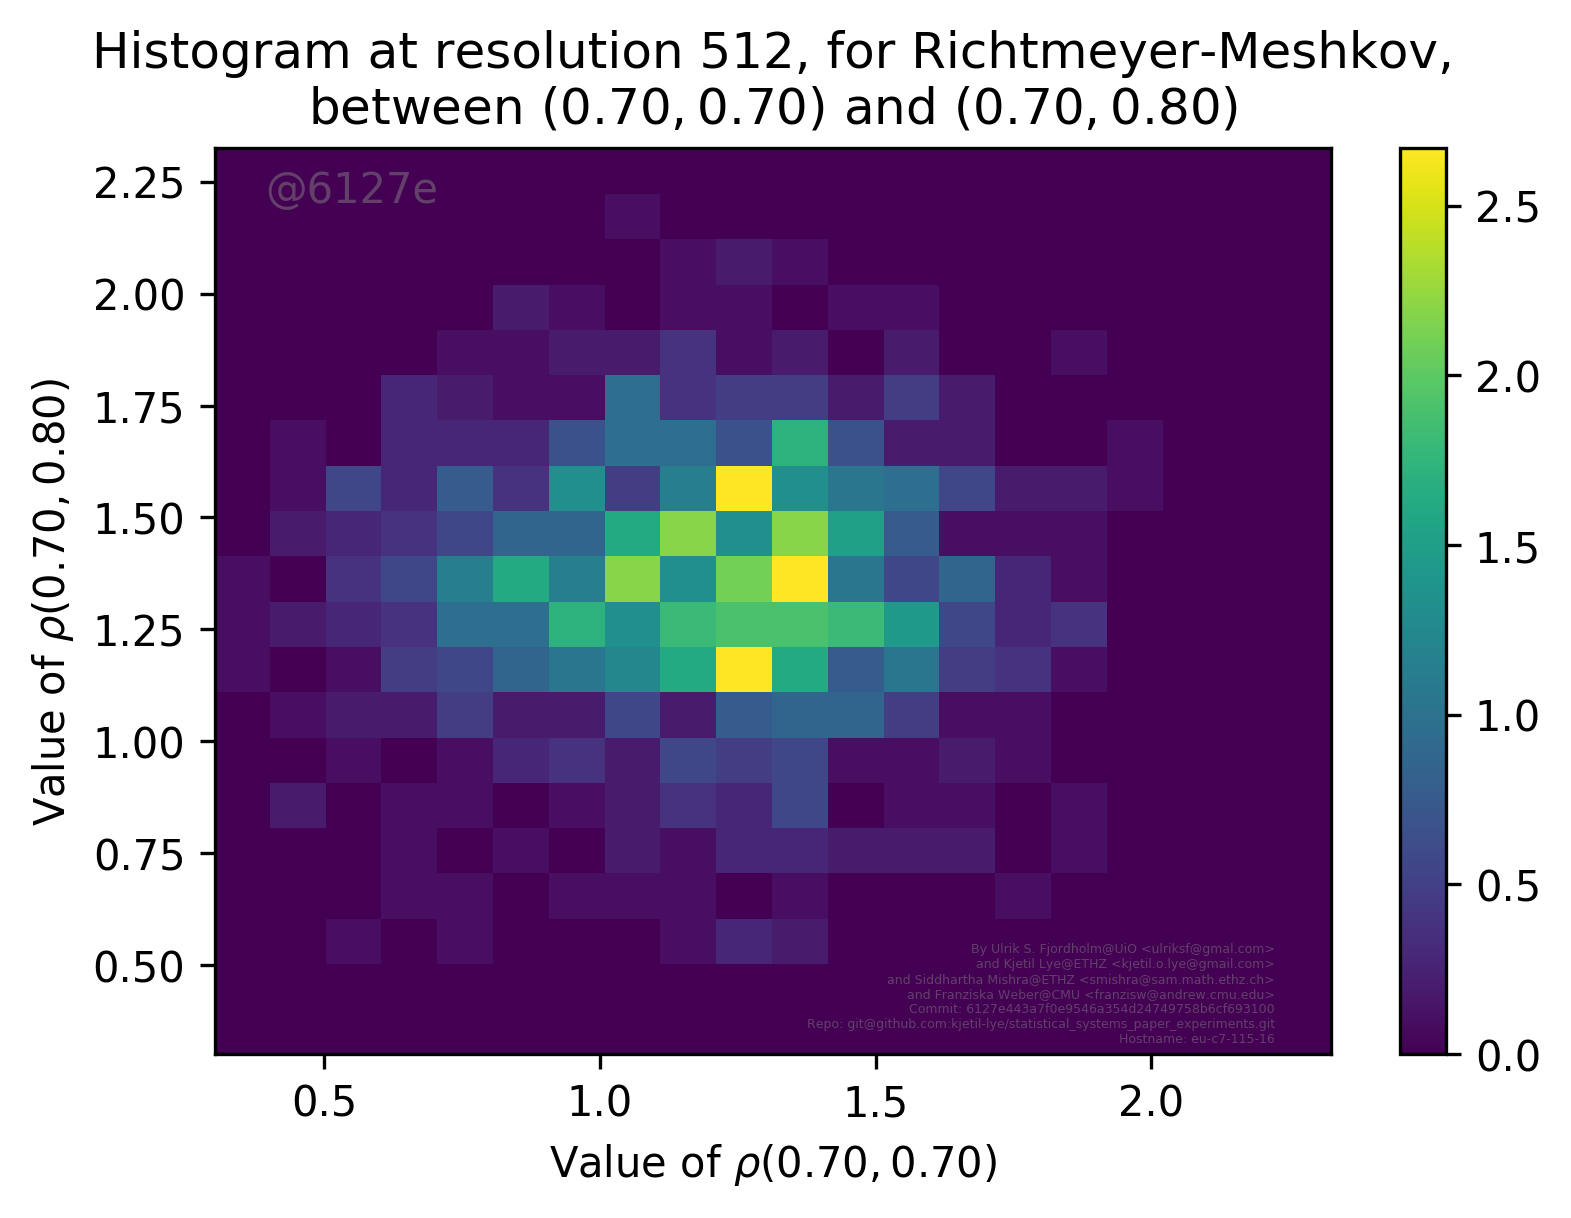 Histogram at resolution 512, for Richtmeyer-Meshkov,
between (0.70, 0.70) and (0.70, 0.80)
@6127e
2.25
2.00
1.75
1.50
1.25
1.00
0.75
0.50
Value of ρ(0.70, 0.80)
0.5
1.0
1.5
2.0
Value of ρ(0.70, 0.70)
2.5
2.0
1.5
1.0
0.5
0.0
By Ulrik S. Fjordholm@UiO <ulriksf@gmal.com>
and Kjetil Lye@ETHZ <kjetil.o.lye@gmail.com>
and Siddhartha Mishra@ETHZ <smishra@sam.math.ethz.ch>
and Franziska Weber@CMU <franzisw@andrew.cmu.edu>
Commit: 6127e443a7f0e9546a354d24749758b6cf693100
Repo: git@github.com:kjetil-lye/statistical_systems_paper_experiments.git
Hostname: eu-c7-115-16